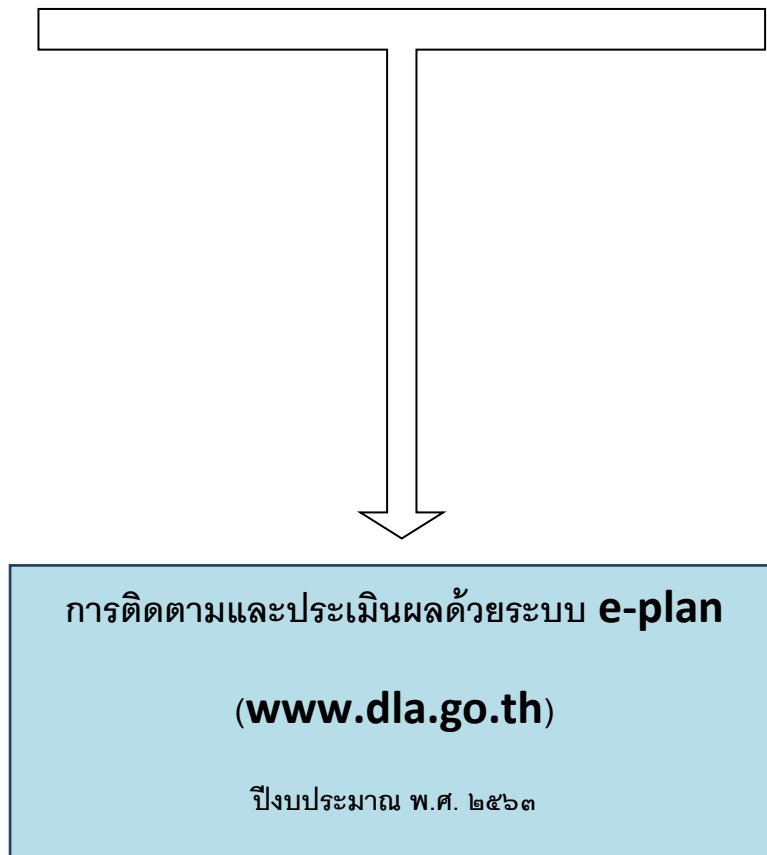 การติดตามและประเมินผลด้วยระบบ e-plan
(www.dla.go.th)
ปีงบประมาณ พ.ศ. ๒๕๖๓